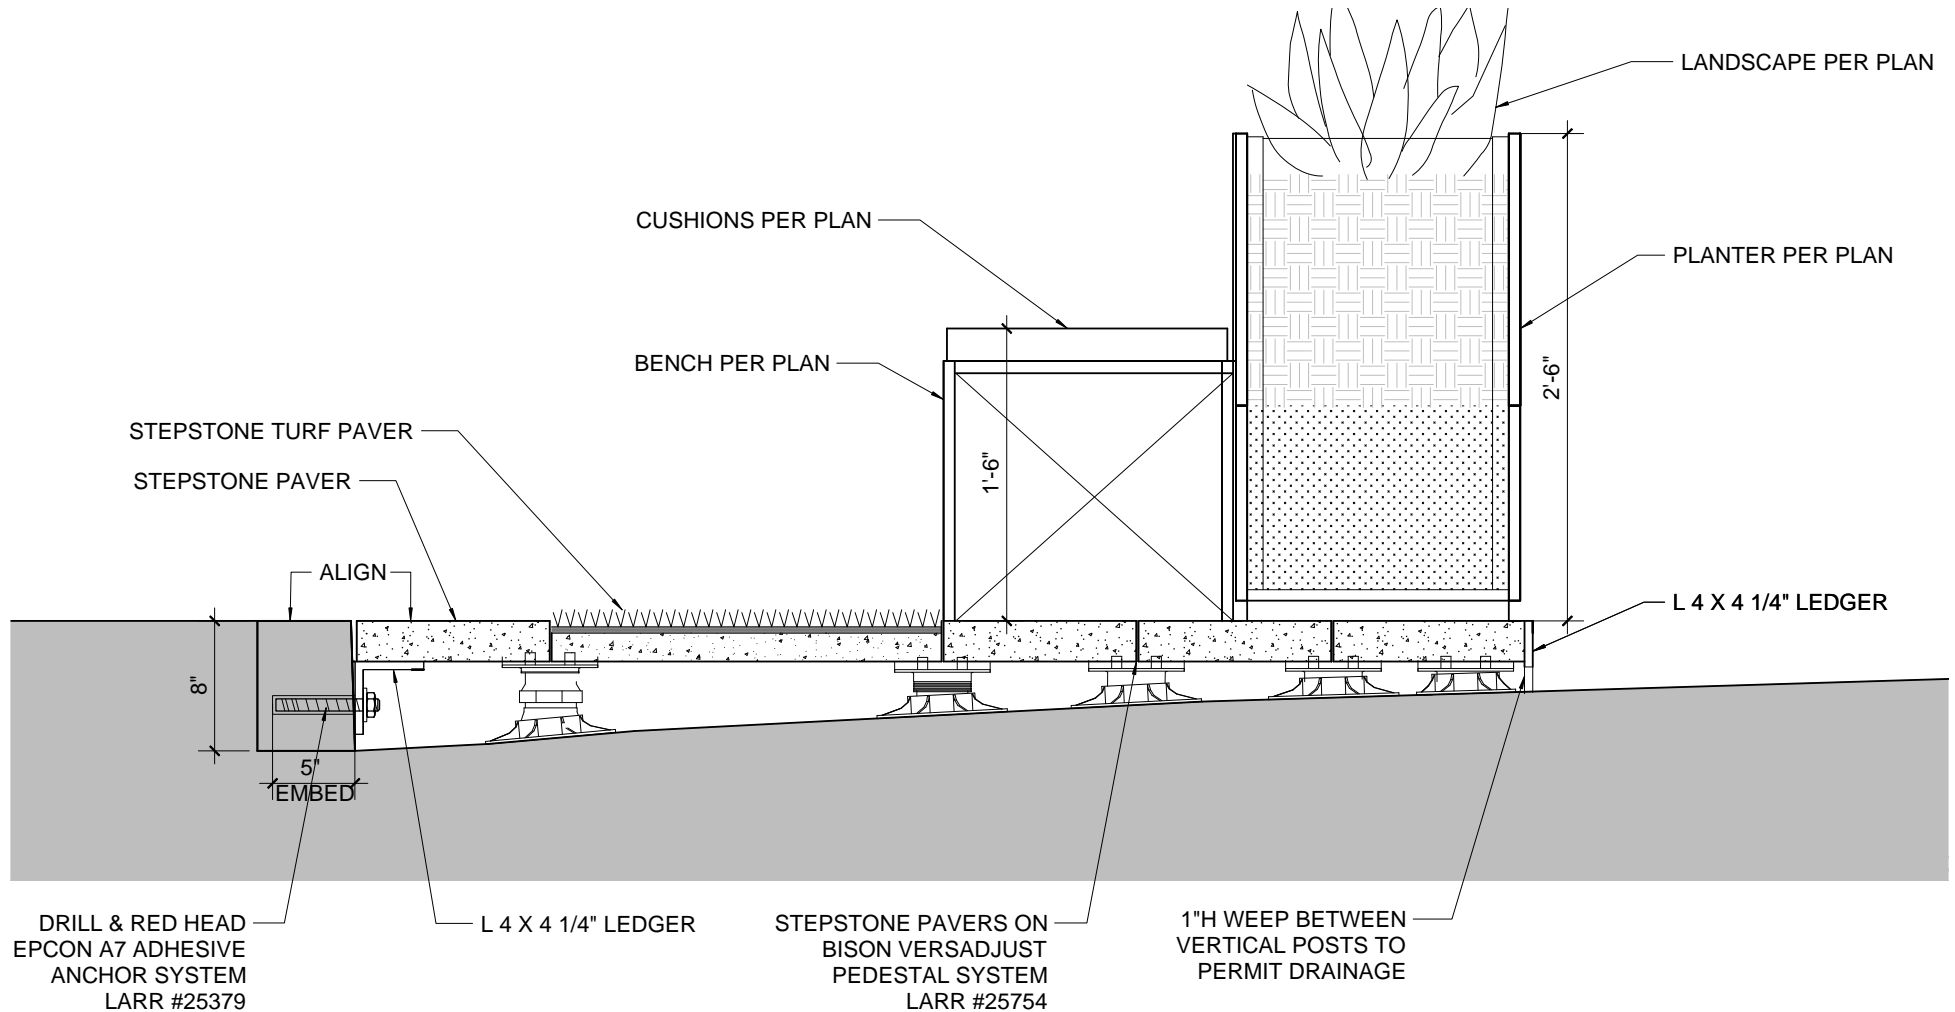 LANDSCAPE PER PLAN
CUSHIONS PER PLAN
PLANTER PER PLAN
BENCH PER PLAN
2'-6"
STEPSTONE TURF PAVER
1'-6"
STEPSTONE PAVER
ALIGN
L 4 X 4 1/4" LEDGER
8"
5"
EMBED
DRILL & RED HEAD
EPCON A7 ADHESIVE
ANCHOR SYSTEM
LARR #25379
L 4 X 4 1/4" LEDGER
STEPSTONE PAVERS ON
BISON VERSADJUST
PEDESTAL SYSTEM
LARR #25754
1"H WEEP BETWEEN
VERTICAL POSTS TO
PERMIT DRAINAGE